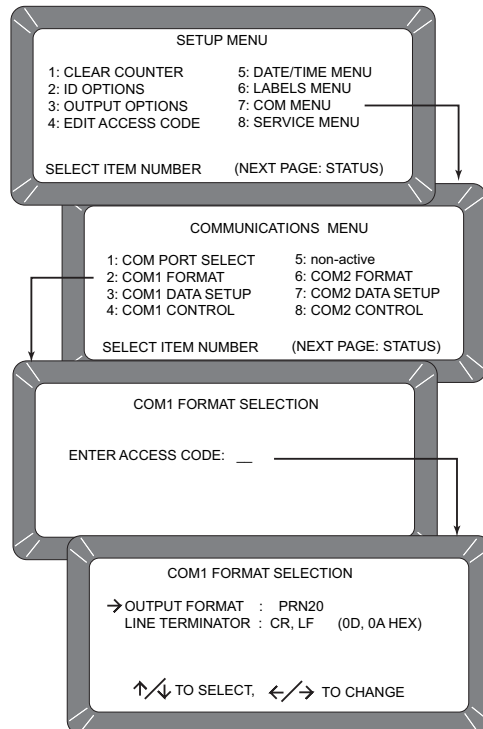 SETUP MENU
1: CLEAR COUNTER 5: DATE/TIME MENU
2: ID OPTIONS 6: LABELS MENU
3: OUTPUT OPTIONS 7: COM MENU
4: EDIT ACCESS CODE 8: SERVICE MENU
SELECT ITEM NUMBER (NEXT PAGE: STATUS)
COMMUNICATIONS MENU
1: COM PORT SELECT 5: non-active
2: COM1 FORMAT 6: COM2 FORMAT
3: COM1 DATA SETUP 7: COM2 DATA SETUP
4: COM1 CONTROL 8: COM2 CONTROL
SELECT ITEM NUMBER (NEXT PAGE: STATUS)
COM1 FORMAT SELECTION
ENTER ACCESS CODE: __
COM1 FORMAT SELECTION
→ OUTPUT FORMAT : PRN20
LINE TERMINATOR : CR, LF (0D, 0A HEX)
↑/↓ TO SELECT, ←/→ TO CHANGE